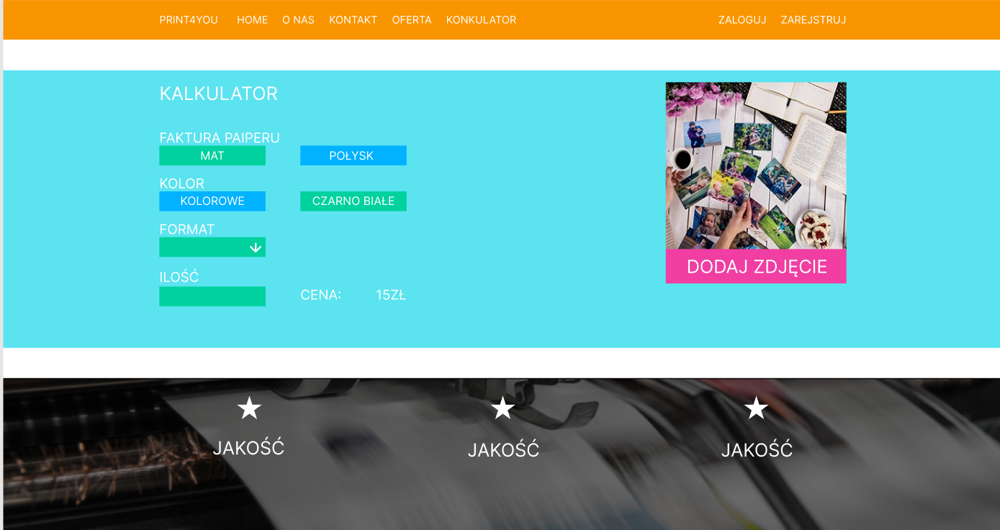 PRINT4YOU HOME O NAS KONTAKT OFERTA KONKULATOR ZALOGUJ ZAREJSTRUJ
KALKULATOR
FAKTURA PAIPERU
MAT POŁYSK
KOLOR
KOLOROWE CZARNO BIAŁE
FORMAT
ILOŚĆ
CENA: 15ZŁ
DODAJ ZDJĘCIE
JAKOŚĆ JAKOŚĆ JAKOŚĆ